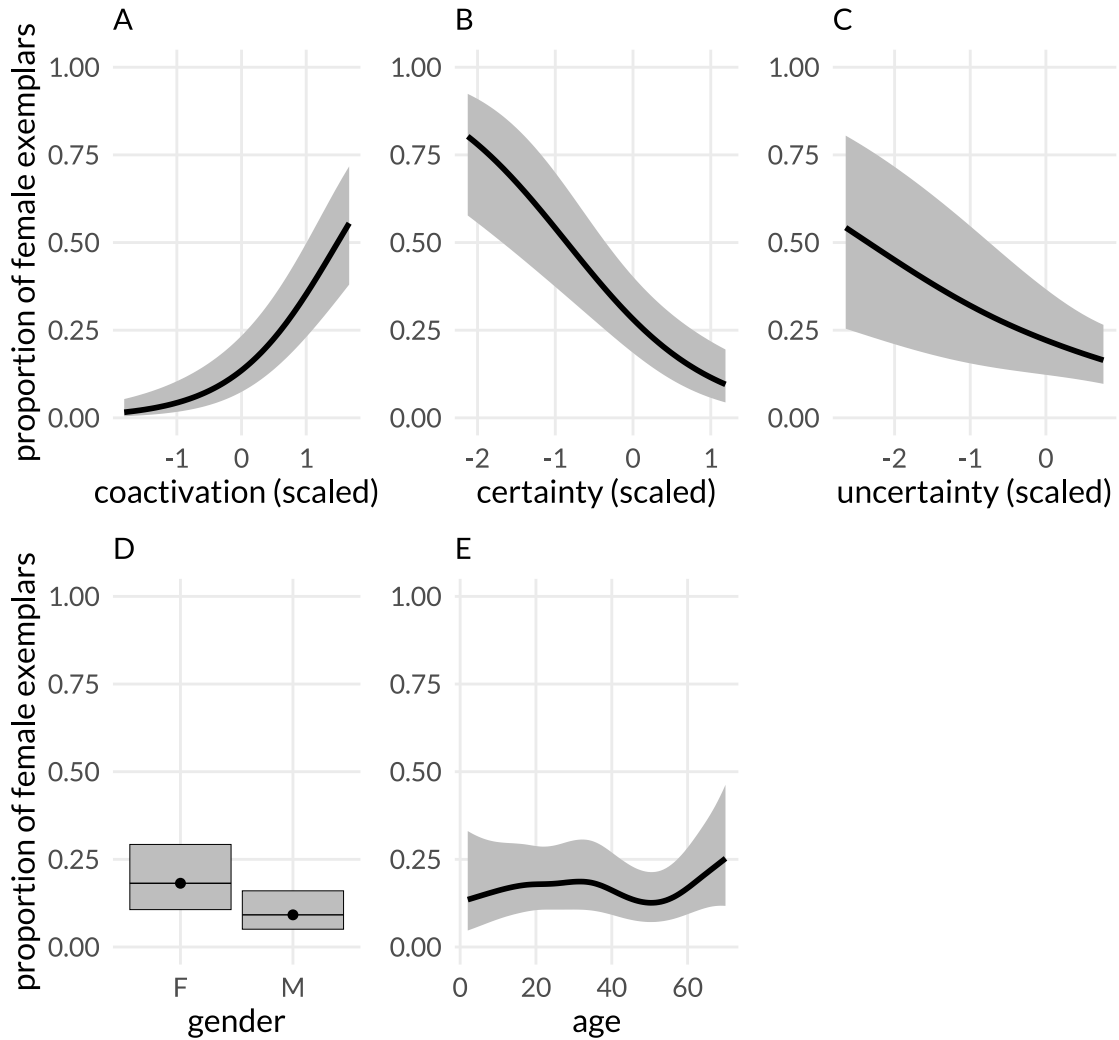 A
B
C
proportion of female exemplars
1.00
0.75
0.50
0.25
0.00
-1
0
1
coactivation (scaled)
1.00
0.75
0.50
0.25
0.00
-2
-1
0
1
certainty (scaled)
1.00
0.75
0.50
0.25
0.00
-2
-1
0
uncertainty (scaled)
D
E
proportion of female exemplars
1.00
0.75
0.50
0.25
0.00
F
M
gender
1.00
0.75
0.50
0.25
0.00
0
20
40
60
age